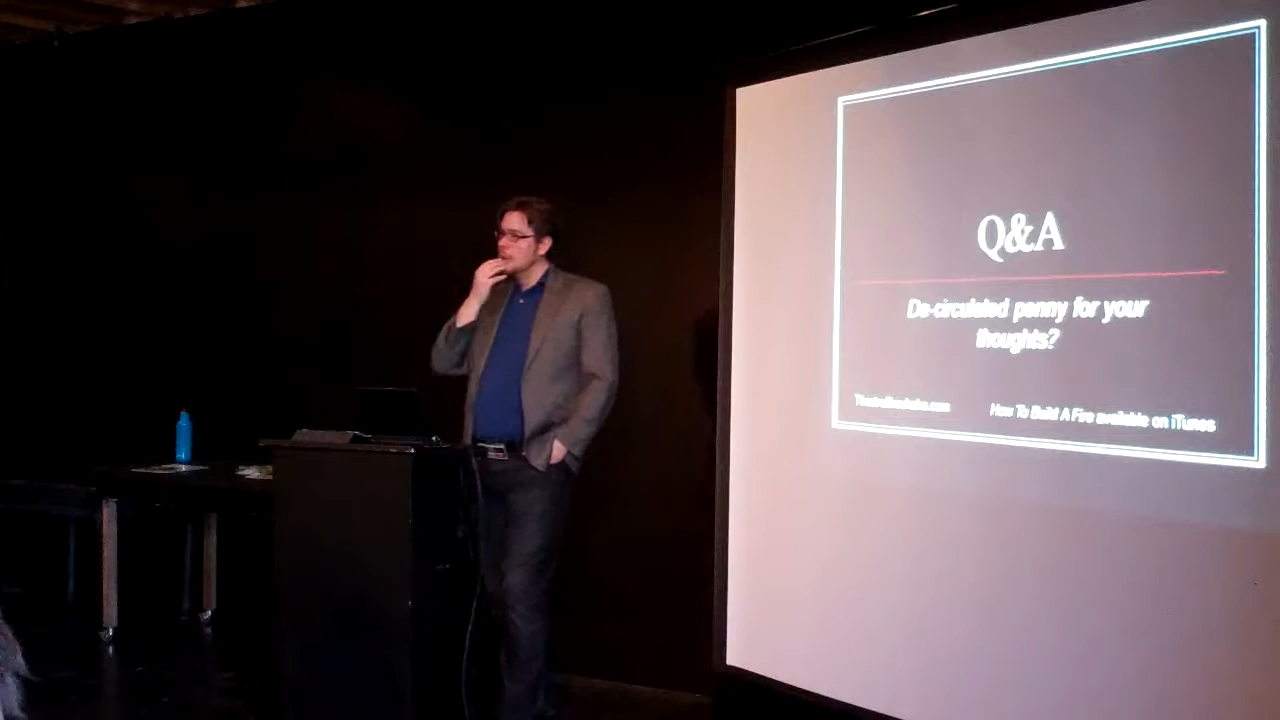 Q&A
De-circulated penny for your
thoughts?
How To Build A Fire available on iTunes